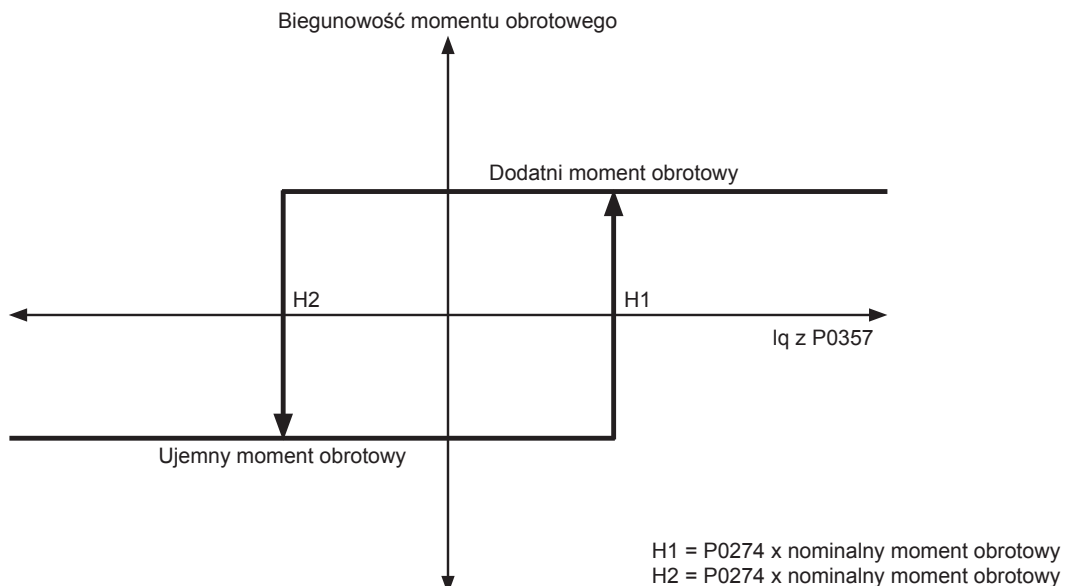 Biegunowość momentu obrotowego
Dodatni moment obrotowy
H2
H1
Iq z P0357
Ujemny moment obrotowy
H1 = P0274 x nominalny moment obrotowy
H2 = P0274 x nominalny moment obrotowy